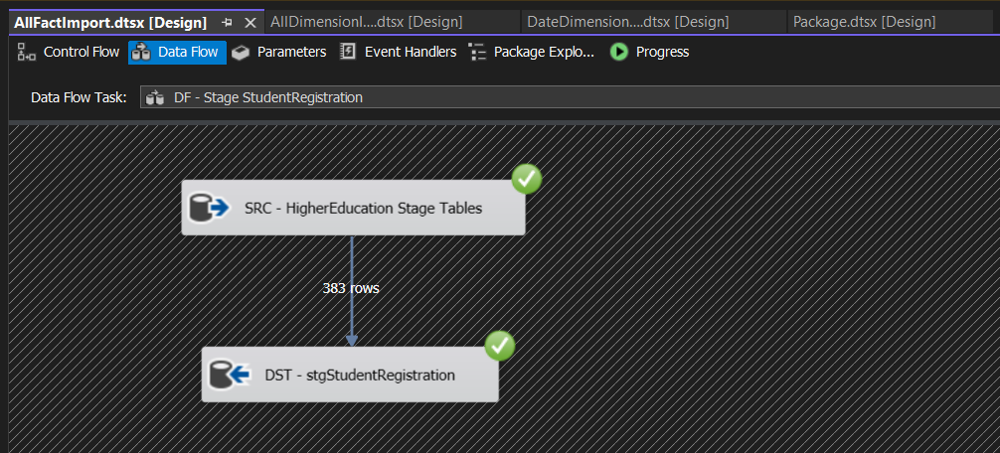 AllFactImport.dtsx [Design] AllDimensionI....dtsx [Design] DateDimension....dtsx [Design] Package.dtsx [Design]
Control Flow Data Flow Parameters Event Handlers Package Explo... Progress
Data Flow Task: DF - Stage StudentRegistration
SRC - HigherEducation Stage Tables
383 rows
DST - stgStudentRegistration